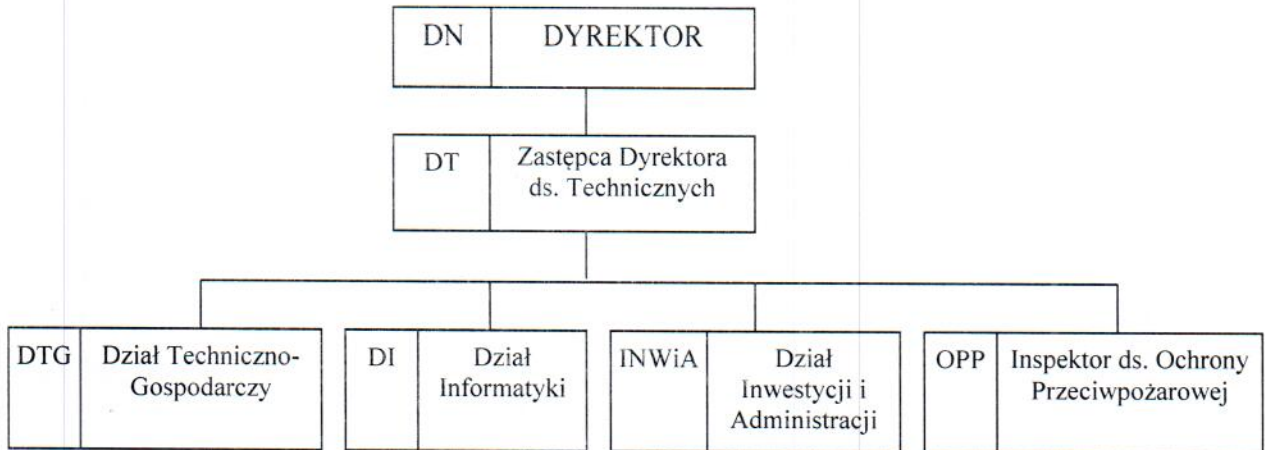 DN DYREKTOR
DT Zastępca Dyrektora
ds. Technicznych
DTG Dział Techniczno-
Gospodarczy
DI Dział
Informatyki
INWiA Dział
Inwestycji i
Administracji
OPP Inspektor ds. Ochrony
Przeciwpożarowej